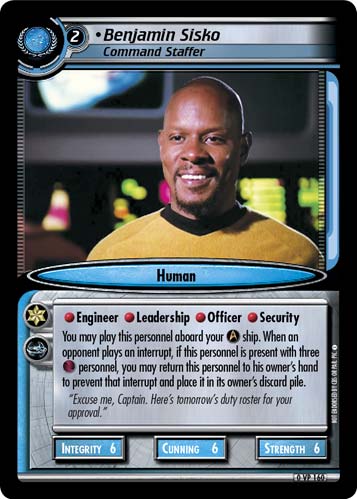 2
• Benjamin Sisko
Command Staffer
Human
Engineer Leadership Officer Security
You may play this personnel aboard your ship. When an
opponent plays an interrupt, if this personnel is present with three
personnel, you may return this personnel to his owner's hand
to prevent that interrupt and place it in its owner's discard pile.
"Excuse me, Captain. Here's tomorrow's duty roster for your
approval."
INTEGRITY 6 CUNNING 6 STRENGTH 6
0 VP 160